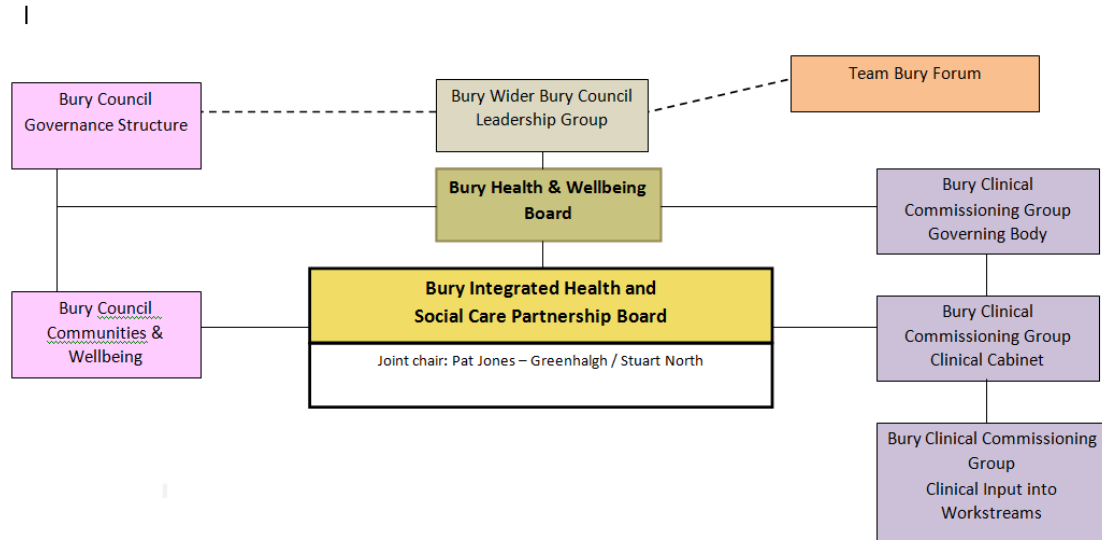 Team Bury Forum
Bury Council
Governance Structure
Bury Wider Bury Council
Leadership Group
Bury Health & Wellbeing
Board
Bury Clinical
Commissioning Group
Governing Body
Bury Integrated Health and
Social Care Partnership Board
Joint chair: Pat Jones – Greenhalgh / Stuart North
Bury Council
Communities &
Wellbeing
Bury Clinical
Commissioning Group
Clinical Cabinet
Bury Clinical Commissioning
Group
Clinical Input into
Workstreams